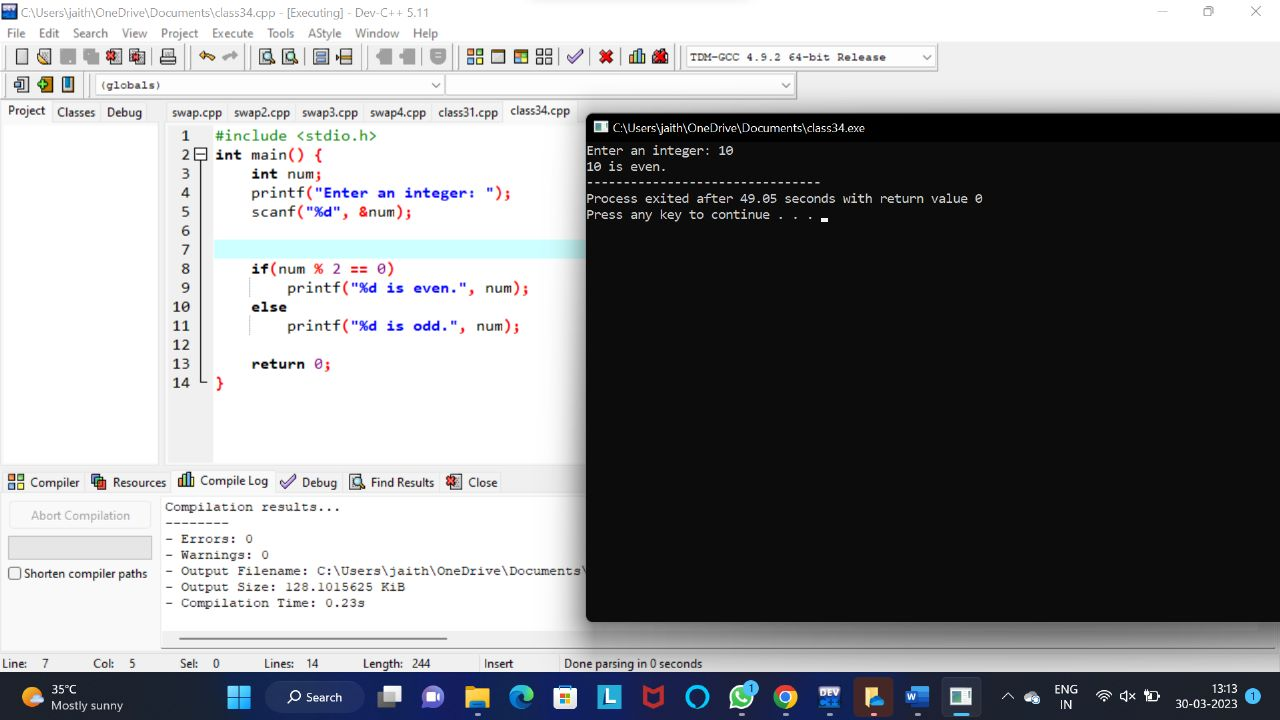 C:\Users\jaith\OneDrive\Documents\class34.cpp - [Executing] - Dev-C++ 5.11
File Edit Search View Project Execute Tools AStyle Window Help
TDM-GCC 4.9.2 64-bit Release
(globals)
Project Classes Debug
swap.cpp swap2.cpp swap3.cpp swap4.cpp class31.cpp class34.cpp
1 #include <stdio.h>
2 int main() {
3 int num;
4 printf("Enter an integer: ");
5 scanf("%d", &num);
6
7
8 if(num % 2 == 0)
9 printf("%d is even.", num);
10 else
11 printf("%d is odd.", num);
12
13 return 0;
14 }
C:\Users\jaith\OneDrive\Documents\class34.exe
Enter an integer: 10
10 is even.
--------------------------------
Process exited after 49.05 seconds with return value 0
Press any key to continue . . .
Compiler Resources Compile Log Debug Find Results Close
Abort Compilation
Shorten compiler paths
Compilation results...
--------
- Errors: 0
- Warnings: 0
- Output Filename: C:\Users\jaith\OneDrive\Documents\
- Output Size: 128.1015625 KiB
- Compilation Time: 0.23s
Line: 7 Col: 5 Sel: 0 Lines: 14 Length: 244 Insert Done parsing in 0 seconds
35°C
Mostly sunny
Search
L
DEV
C++
W
1
ENG
IN
13:13
30-03-2023
1